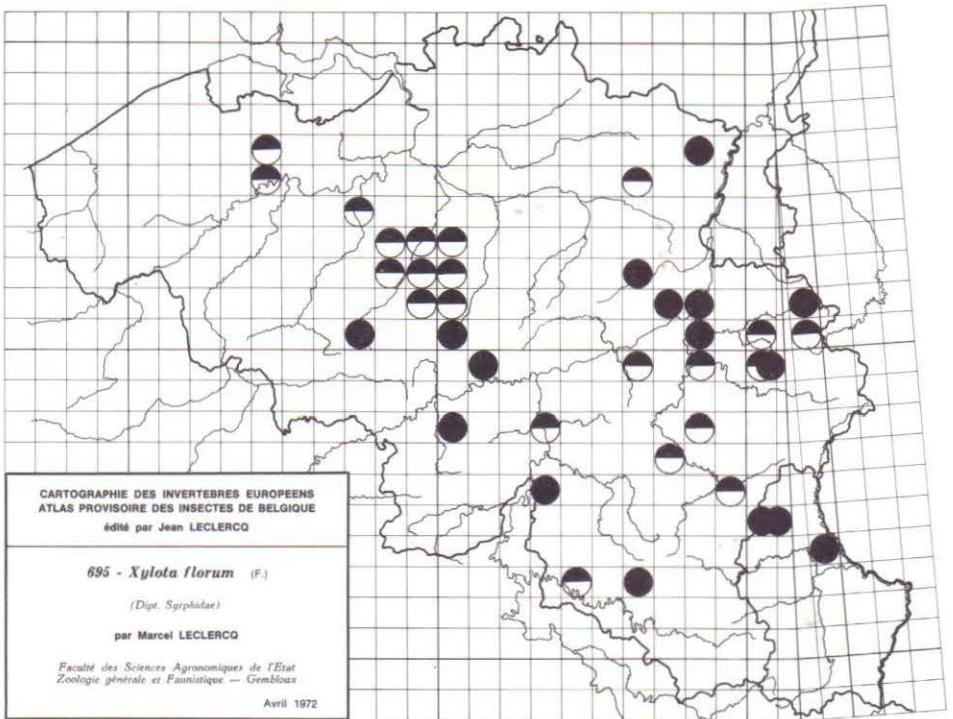 CARTOGRAPHIE DES INVERTEBRES EUROPEENS
ATLAS PROVISOIRE DES INSECTES DE BELGIQUE
édité par Jean LECLERCQ
695 - Xylota florum (F.)
(Dipt. Syrphidae)
par Marcel LECLERCQ
Faculté des Sciences Agronomiques de l'Etat
Zoologie générale et Faunistique — Gembloux
Avril 1972